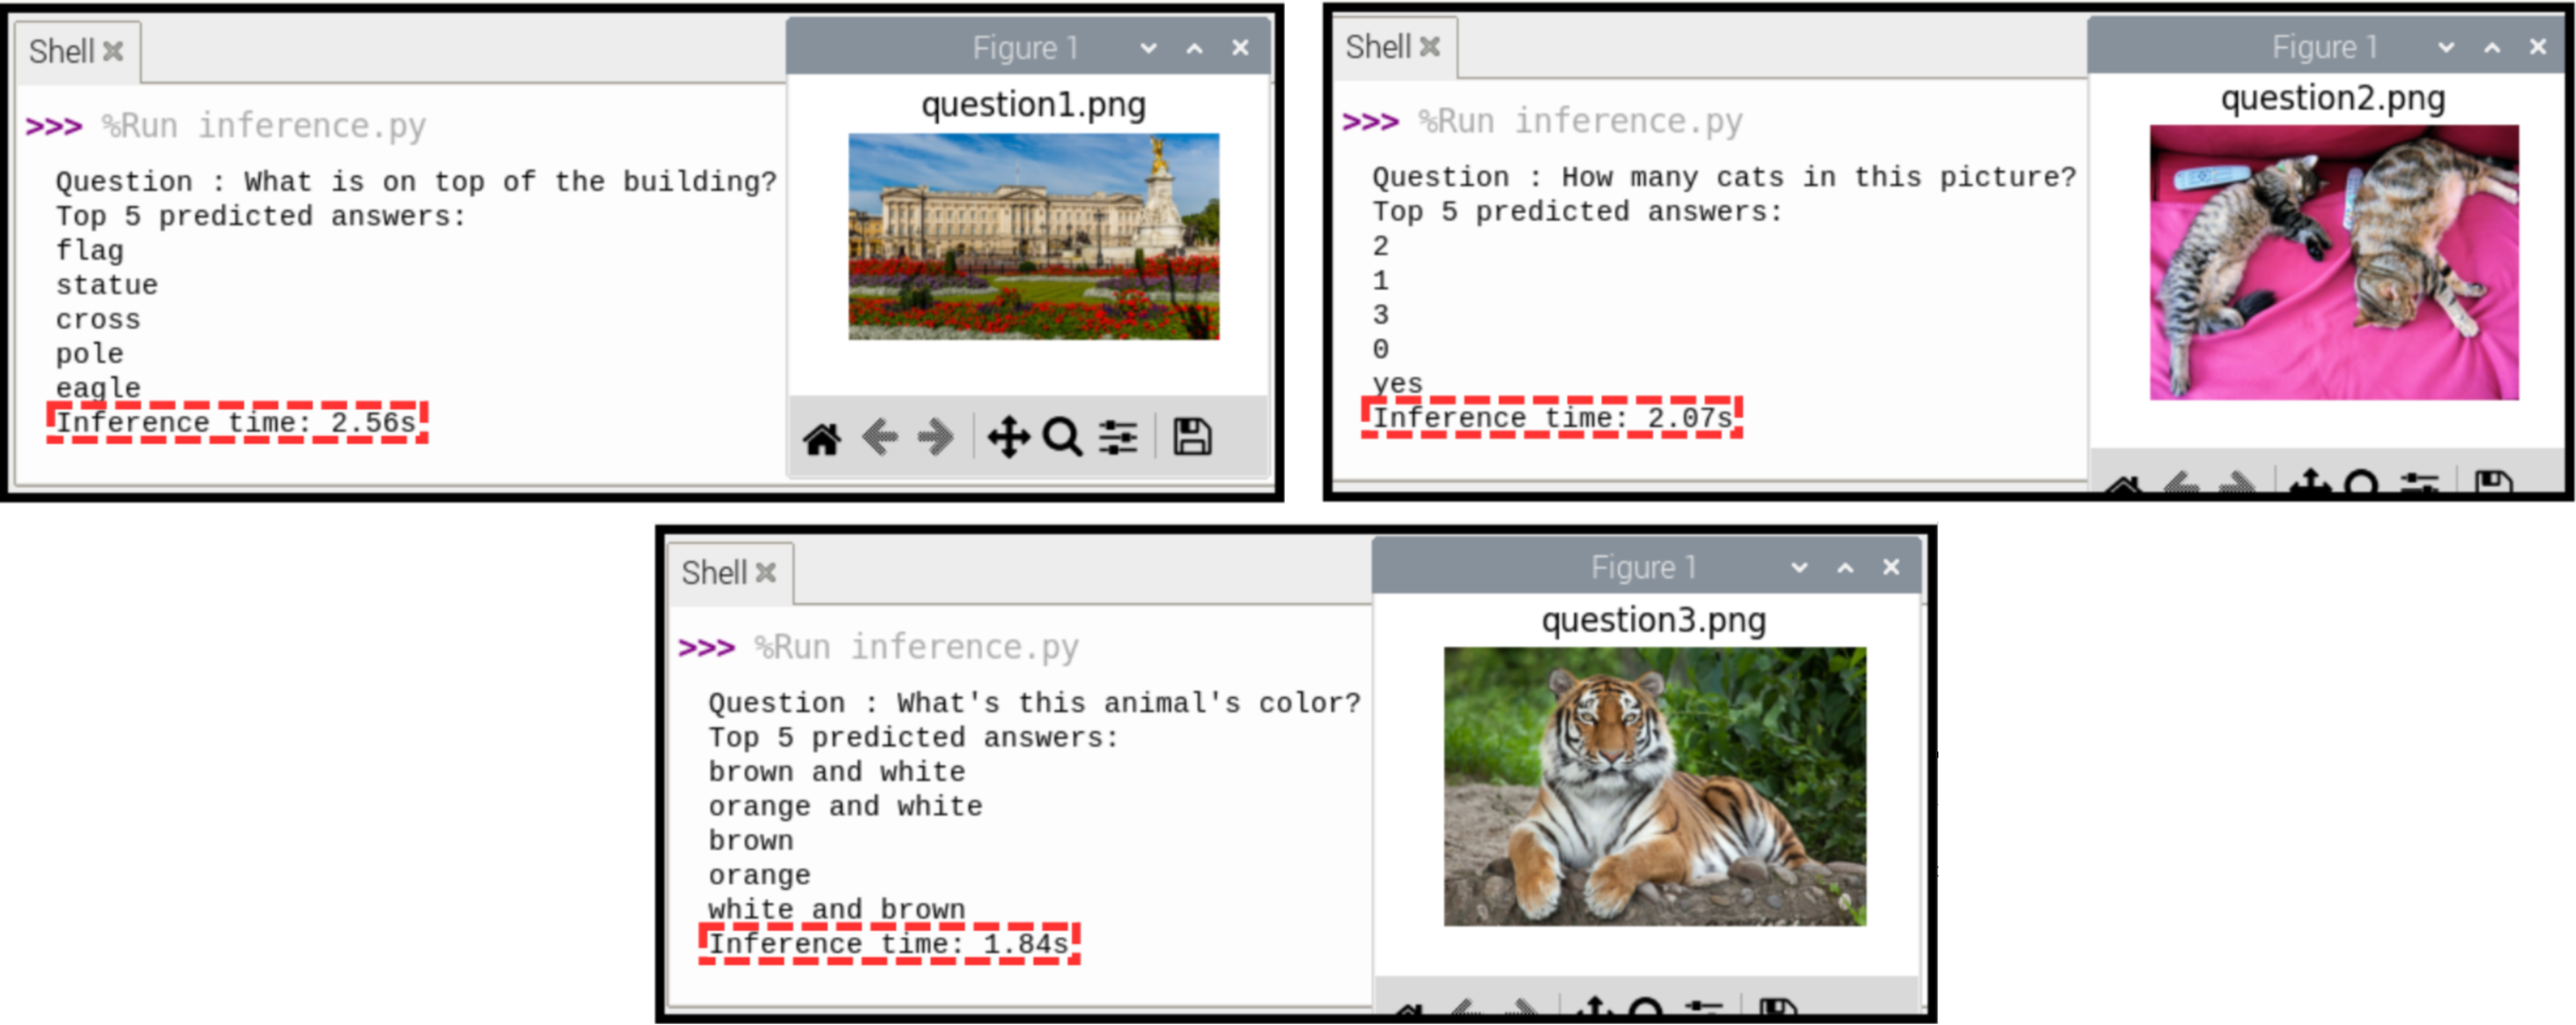 Shell
Figure 1
>>> %Run inference.py
question1.png
Question : What is on top of the building?
Top 5 predicted answers:
flag
statue
cross
pole
eagle
Inference time: 2.56s
Shell
Figure 1
>>> %Run inference.py
question2.png
Question : How many cats in this picture?
Top 5 predicted answers:
2
1
3
0
yes
Inference time: 2.07s
Shell
Figure 1
>>> %Run inference.py
question3.png
Question : What's this animal's color?
Top 5 predicted answers:
brown and white
orange and white
brown
orange
white and brown
Inference time: 1.84s